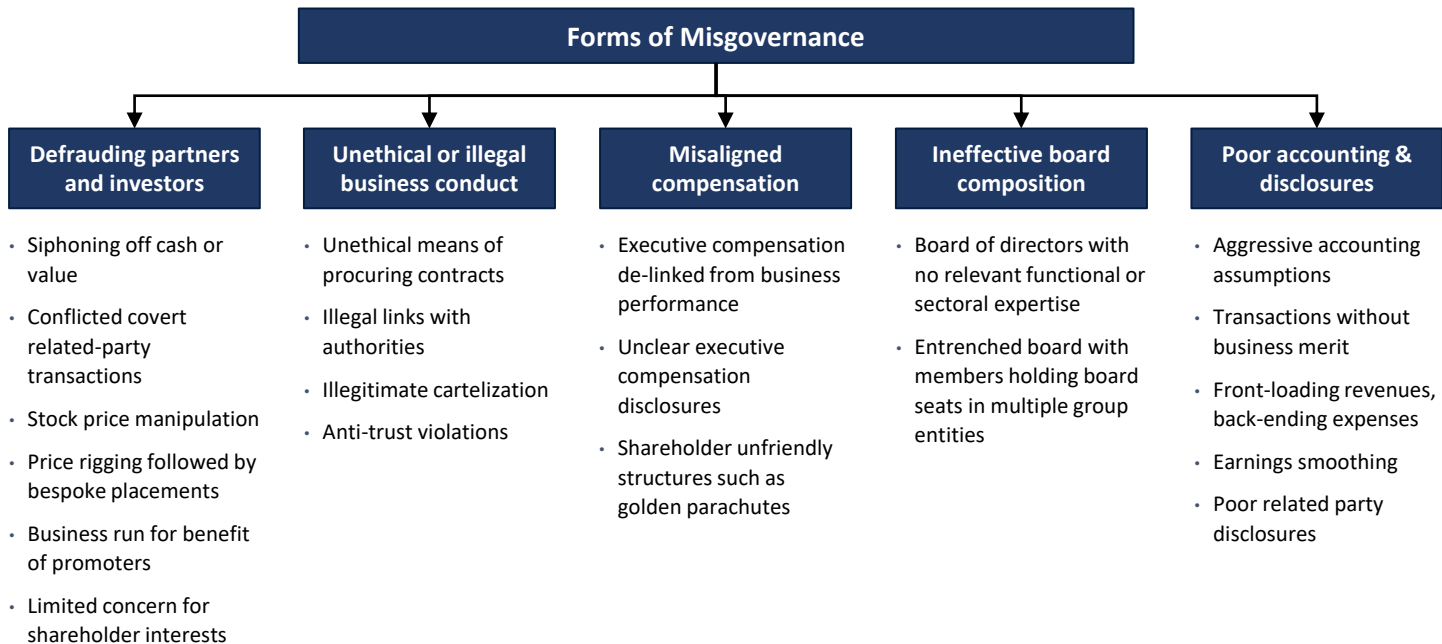 Forms of Misgovernance
Defrauding partners
and investors
• Siphoning off cash or
value
• Conflicted covert
related-party
transactions
• Stock price manipulation
• Price rigging followed by
bespoke placements
• Business run for benefit
of promoters
• Limited concern for
shareholder interests
Unethical or illegal
business conduct
• Unethical means of
procuring contracts
• Illegal links with
authorities
• Illegitimate cartelization
• Anti-trust violations
Misaligned
compensation
• Executive compensation
de-linked from business
performance
• Unclear executive
compensation
disclosures
• Shareholder unfriendly
structures such as
golden parachutes
Ineffective board
composition
• Board of directors with
no relevant functional or
sectoral expertise
• Entrenched board with
members holding board
seats in multiple group
entities
Poor accounting &
disclosures
• Aggressive accounting
assumptions
• Transactions without
business merit
• Front-loading revenues,
back-ending expenses
• Earnings smoothing
• Poor related party
disclosures